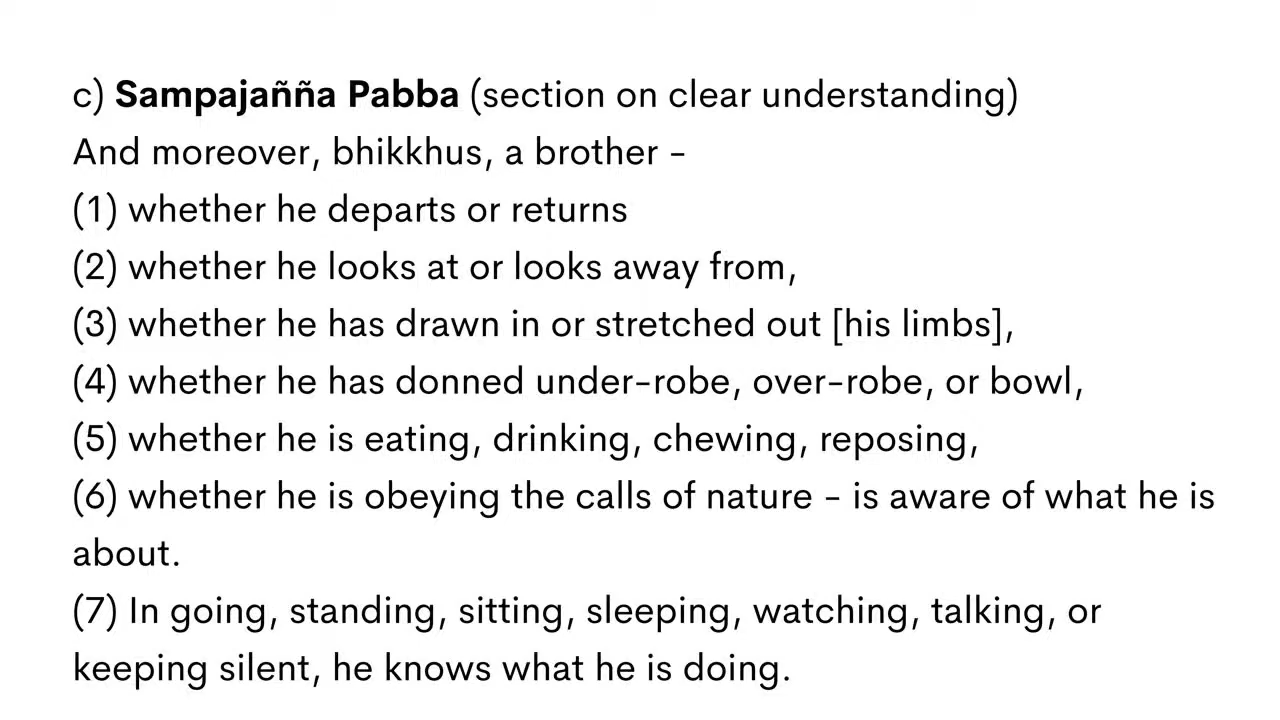 c) Sampajañña Pabba (section on clear understanding)
And moreover, bhikkhus, a brother -
(1) whether he departs or returns
(2) whether he looks at or looks away from,
(3) whether he has drawn in or stretched out [his limbs],
(4) whether he has donned under-robe, over-robe, or bowl,
(5) whether he is eating, drinking, chewing, reposing,
(6) whether he is obeying the calls of nature - is aware of what he is
about.
(7) In going, standing, sitting, sleeping, watching, talking, or
keeping silent, he knows what he is doing.